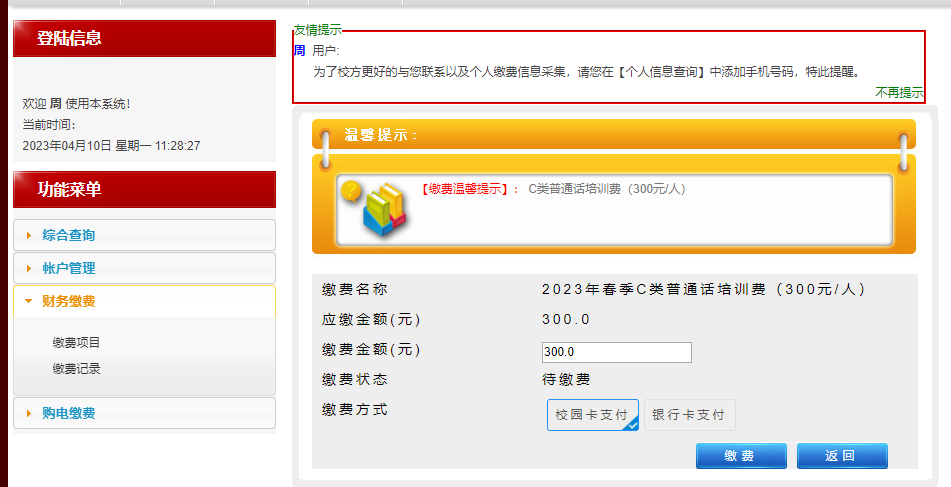 登陆信息
欢迎 周 使用本系统!
当前时间:
2023年04月10日 星期一 11:28:27
功能菜单
综合查询
帐户管理
财务缴费
缴费项目
缴费记录
购电缴费
友情提示
周 用户:
为了校方更好的与您联系以及个人缴费信息采集，请您在【个人信息查询】中添加手机号码，特此提醒。
不再提示
温馨提示：
【缴费温馨提示】： C类普通话培训费（300元/人）
缴费名称 2023年春季C类普通话培训费（300元/人）
应缴金额(元) 300.0
缴费金额(元) 300.0
缴费状态 待缴费
缴费方式 校园卡支付 银行卡支付
缴费 返回